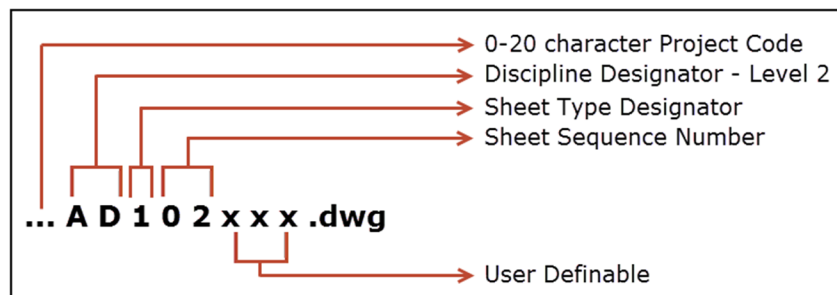 0-20 character Project Code
Discipline Designator - Level 2
Sheet Type Designator
Sheet Sequence Number
... A D 1 0 2 x x x .dwg
User Definable